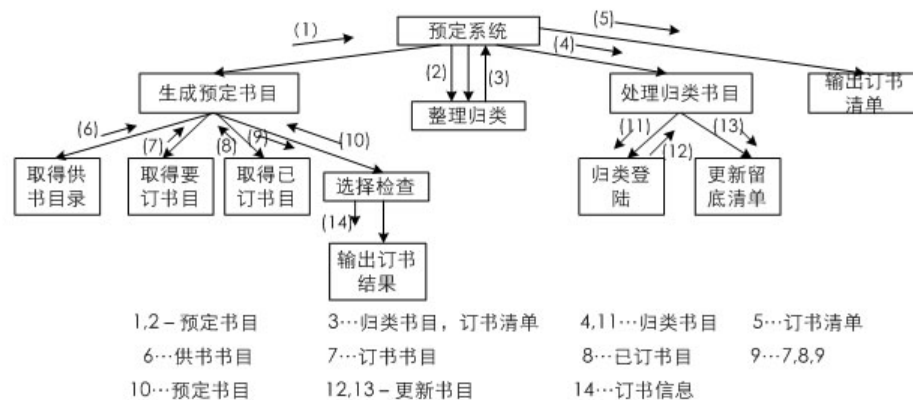 预定系统
(1)
(5)
(2)
(3)
(4)
生成预定书目
整理归类
处理归类书目
输出订书
清单
(6)
(7)
(8)
(9)
(10)
(11)
(12)
(13)
取得供
书目录
取得要
订书目
取得已
订书目
选择检查
归类登
陆
更新留
底清单
(14)
输出订书
结果
1,2–预定书目 3…归类书目，订书清单 4,11…归类书目 5…订书清单
6…供书书目 7…订书书目 8…已订书目 9…7,8,9
10…预定书目 12,13–更新书目 14…订书信息